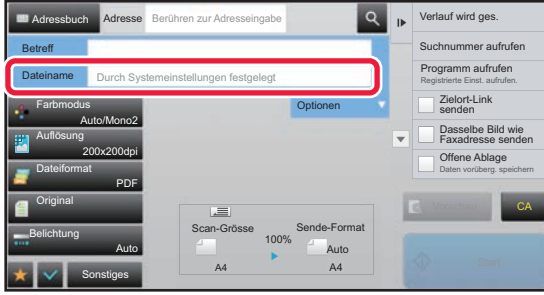 Adressbuch
Adresse
Berühren zur Adresseingabe
Betreff
Dateiname
Durch Systemeinstellungen festgelegt
Farbmodus
Auto/Mono2
Auflösung
200x200dpi
Dateiformat
PDF
Original
Belichtung
Auto
Sonstiges
Optionen
Scan-Grösse
100%
Sende-Format
Auto
A4
A4
Verlauf wird ges.
Suchnummer aufrufen
Programm aufrufen
Registrierte Einst. aufrufen.
Zielort-Link
senden
Dasselbe Bild wie
Faxadresse senden
Offene Ablage
Daten vorüberg. speichern
Vorschau
CA
Start